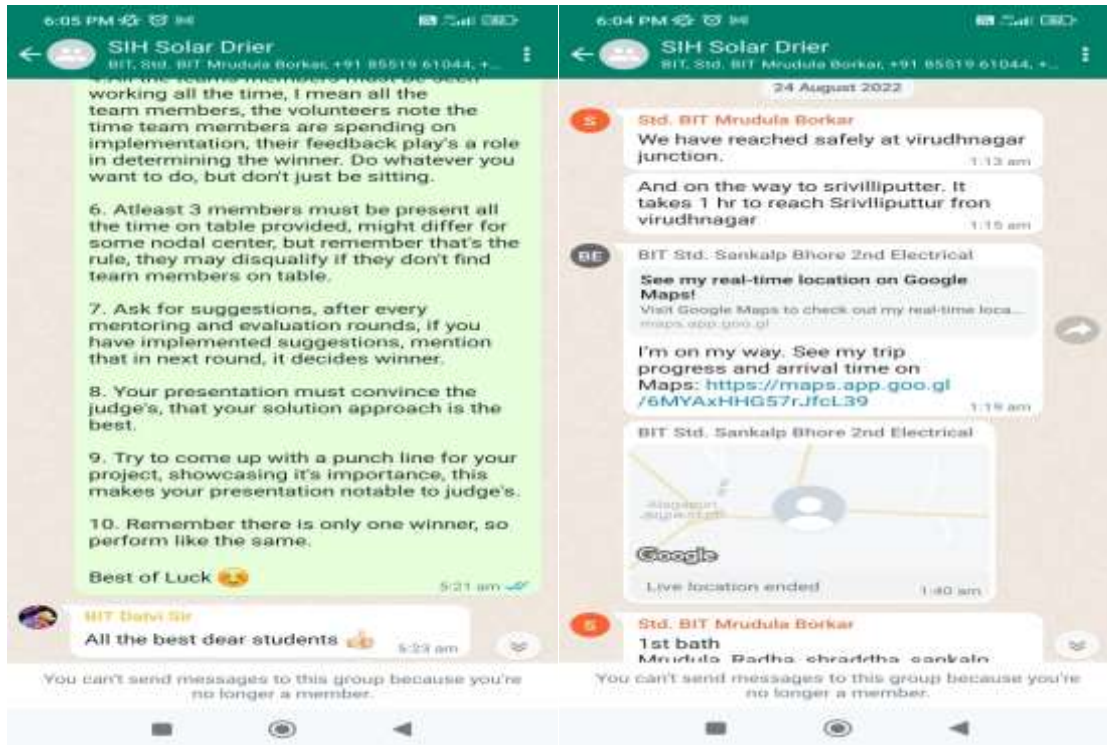 6:05 PM
SIH Solar Drier
BIT, Std. BIT Mrudula Borkar, +91 85519 61044, +...
4.All the teams members must be seen
working all the time, I mean all the
team members, the volunteers note the
time team members are spending on
implementation, their feedback play's a role
in determining the winner. Do whatever you
want to do, but don't just be sitting.
6. Atleast 3 members must be present all
the time on table provided, might differ for
some nodal center, but remember that's the
rule, they may disqualify if they don't find
team members on table.
7. Ask for suggestions, after every
mentoring and evaluation rounds, if you
have implemented suggestions, mention
that in next round, it decides winner.
8. Your presentation must convince the
judge's, that your solution approach is the
best.
9. Try to come up with a punch line for your
project, showcasing it's importance, this
makes your presentation notable to judge's.
10. Remember there is only one winner, so
perform like the same.
Best of Luck
5:21 am
BIT Sir
All the best dear students
5:23 am
You can't send messages to this group because you're
no longer a member.
6:04 PM
SIH Solar Drier
BIT, Std. BIT Mrudula Borkar, +91 85519 61044, +...
24 August 2022
S
Std. BIT Mrudula Borkar
We have reached safely at virudhnagar
junction.
1:13 am
And on the way to srivilliputter. It
takes 1 hr to reach Srivlliputtur fron
virudhnagar
1:15 am
BE
BIT Std. Sankalp Bhore 2nd Electrical
See my real-time location on Google
Maps!
Visit Google Maps to check out my real-time loca...
maps.app.goo.gl
I'm on my way. See my trip
progress and arrival time on
Maps: https://maps.app.goo.gl
/6MYAxHHG57rJfcL39
1:19 am
BIT Std. Sankalp Bhore 2nd Electrical
Google
Live location ended
1:40 am
S
Std. BIT Mrudula Borkar
1st bath
Mrudula Radha shraddha sankalp
You can't send messages to this group because you're
no longer a member.